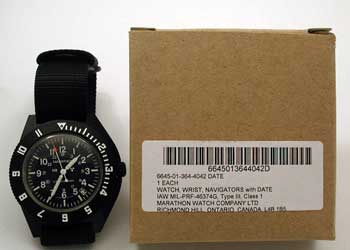 6645013644042D
6645-01-364-4042 DATE
1 EACH
WATCH, WRIST, NAVIGATORS with DATE
IAW MIL-PRF-46374G, Type III, Class 1
MARATHON WATCH COMPANY LTD
RICHMOND HILL, ONTARIO, CANADA, L4B 1B5